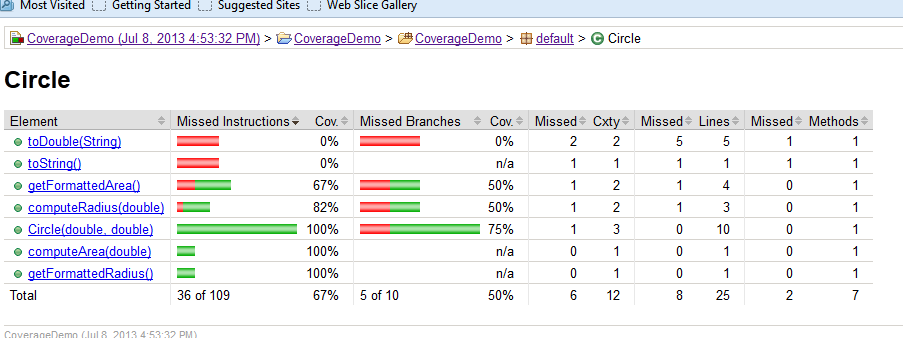 Most Visited Getting Started Suggested Sites Web Slice Gallery
CoverageDemo (Jul 8, 2013 4:53:32 PM) > CoverageDemo > CoverageDemo > default > C Circle
Circle
Element Missed Instructions Cov. Missed Branches Cov. Missed Cxty Missed Lines Missed Methods
toDouble(String) 0% 0% 2 2 5 5 1 1
toString() 0% n/a 1 1 1 1 1 1
getFormattedArea() 67% 50% 1 2 1 4 0 1
computeRadius(double) 82% 50% 1 2 1 3 0 1
Circle(double, double) 100% 75% 1 3 0 10 0 1
computeArea(double) 100% n/a 0 1 0 1 0 1
getFormattedRadius() 100% n/a 0 1 0 1 0 1
Total 36 of 109 67% 5 of 10 50% 6 12 8 25 2 7
CoverageDemo (Jul 8, 2013 4:53:32 PM)